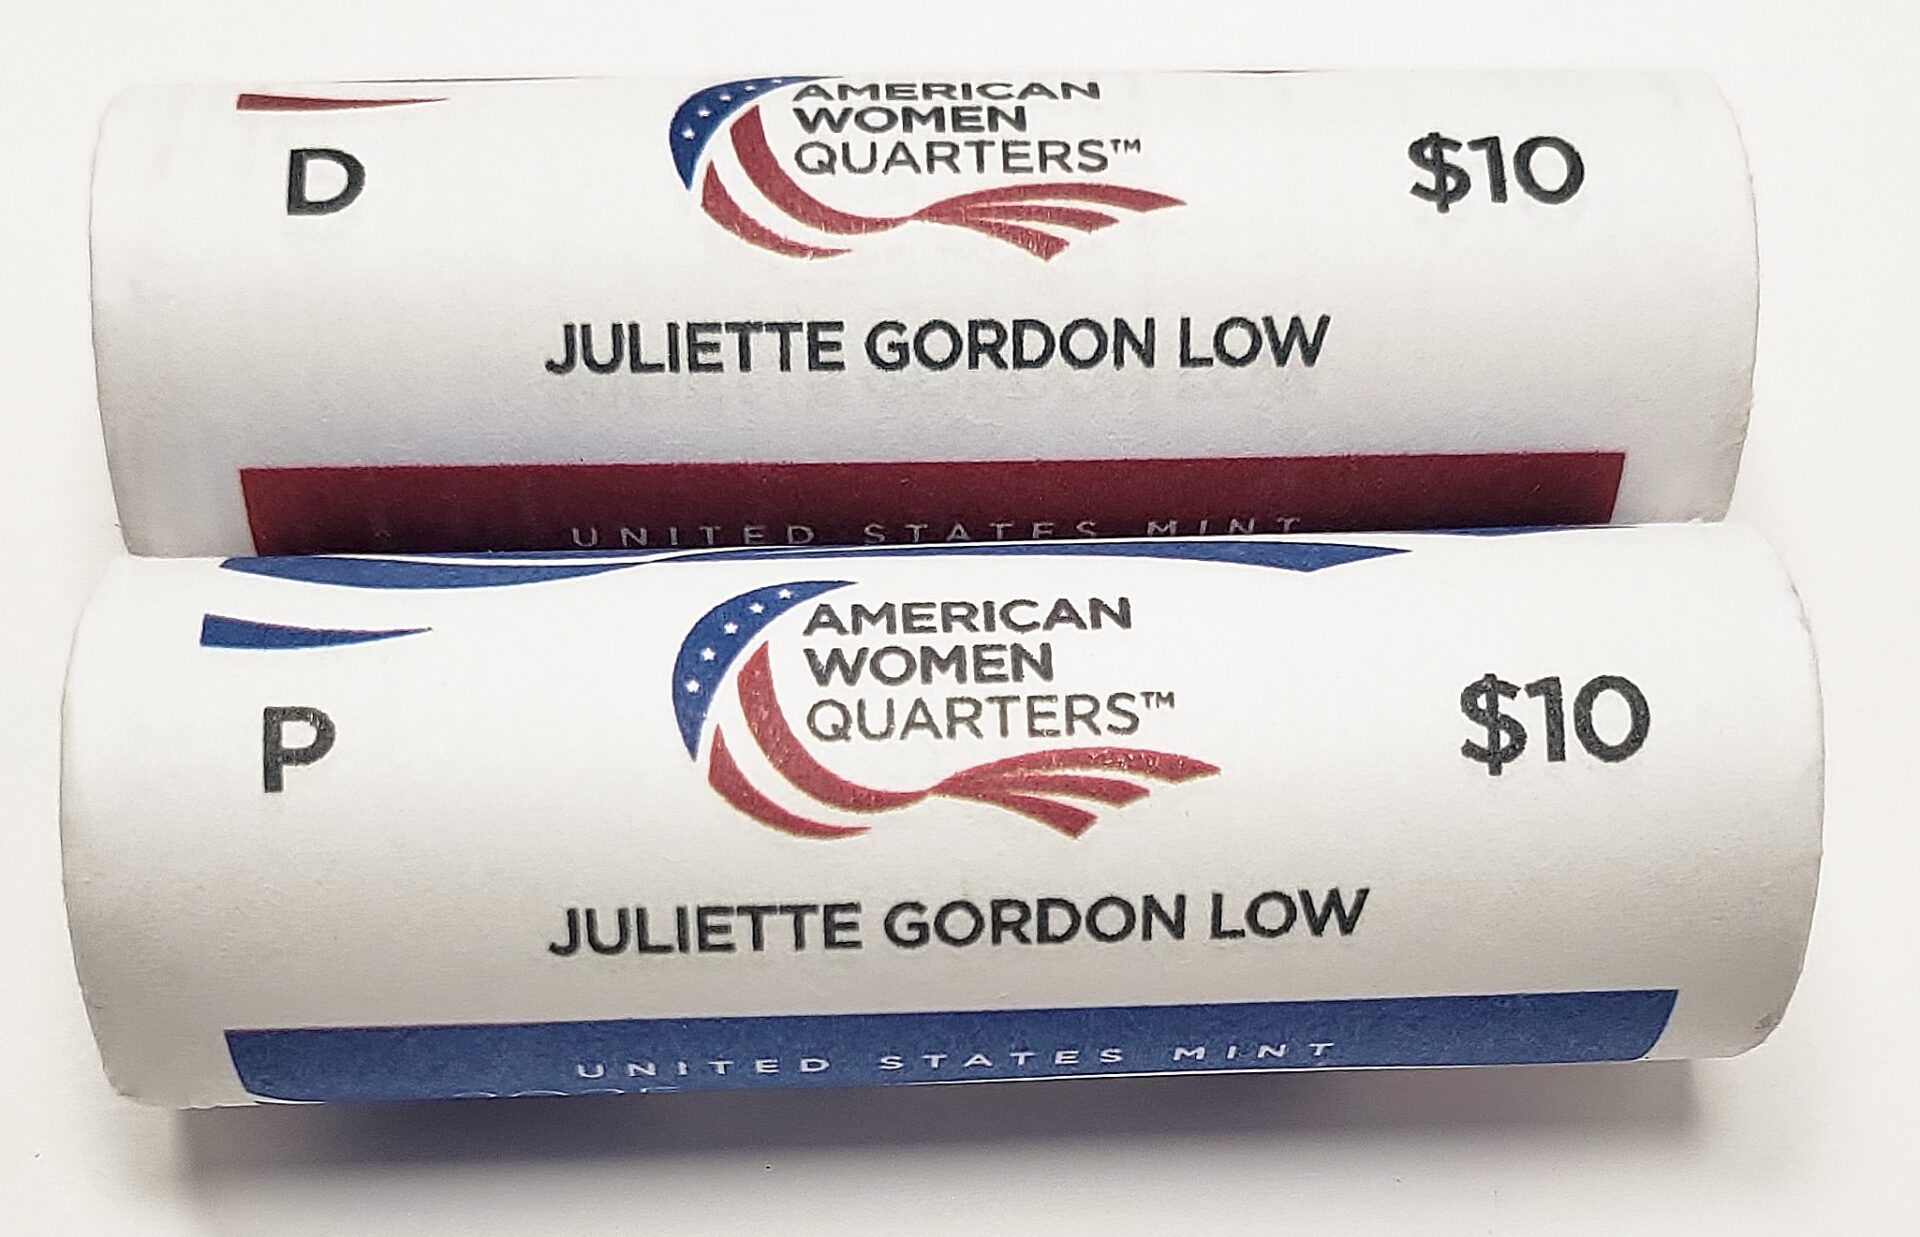 D
AMERICAN
WOMEN
QUARTERS™
$10
JULIETTE GORDON LOW
UNITED STATES MINT
P
AMERICAN
WOMEN
QUARTERS™
$10
JULIETTE GORDON LOW
UNITED STATES MINT